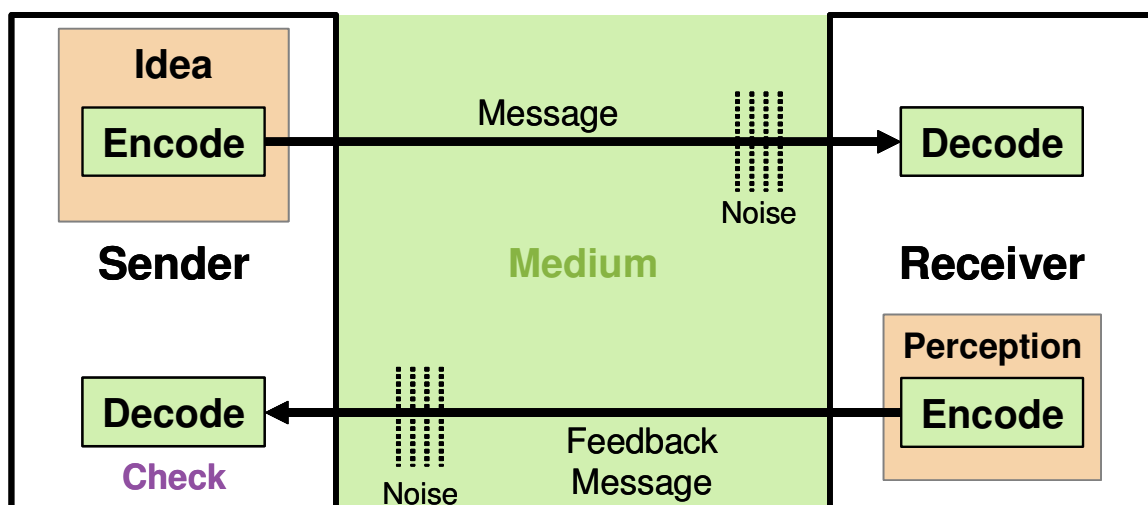 Idea
Encode
Message
Decode
Noise
Sender
Medium
Receiver
Perception
Decode
Encode
Check
Feedback
Message
Noise